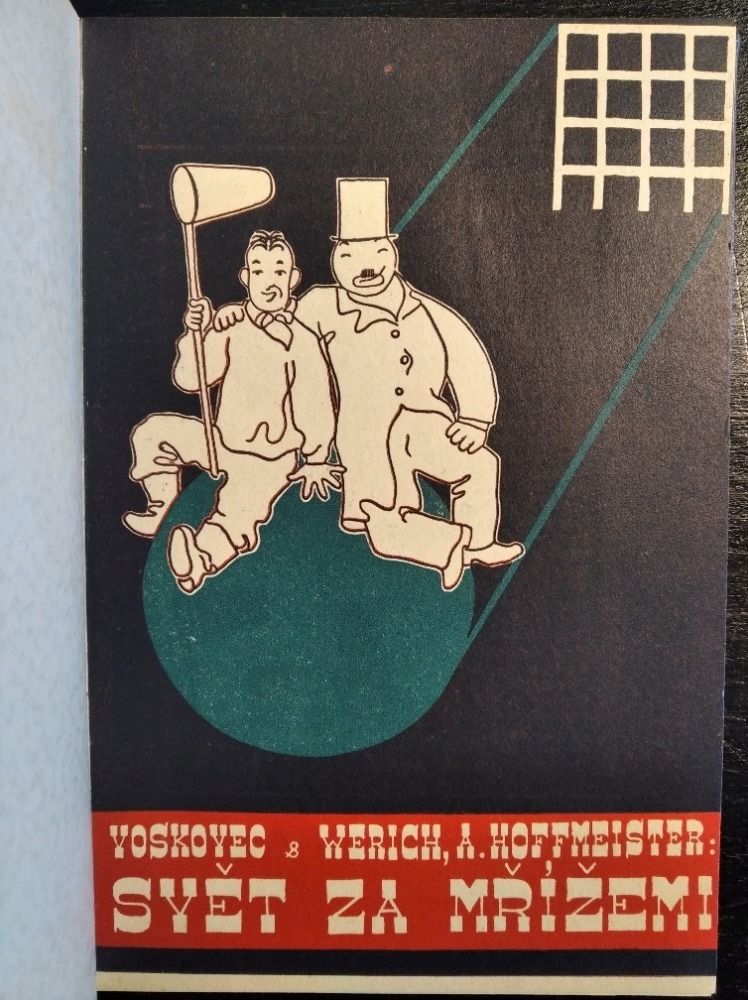 VOSKOVEC & WERICH, A. HOFFMEISTER:
SVĚT ZA MŘÍŽEMI